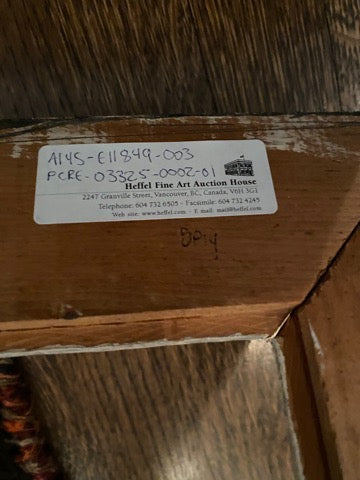 A14S-E11849-003
PCRE-03325-0002-01
Heffel Fine Art Auction House
2247 Granville Street, Vancouver, BC, Canada, V6H 3G1
Telephone: 604 732 6505 · Facsimile: 604 732 4245
Web site: www.heffel.com · E mail: mail@heffel.com